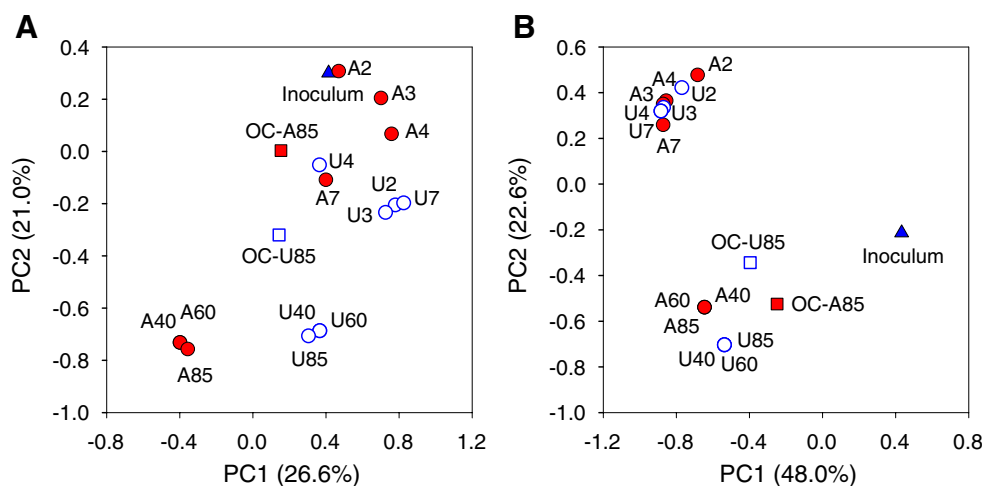 A
B
0.4
0.2
0.0
-0.2
-0.4
-0.6
-0.8
-1.0
PC2 (21.0%)
A2
Inoculum
A3
OC-A85
A4
U4
A7
U2
U7
U3
OC-U85
A60
A40
A85
U40
U60
U85
-0.8
-0.4
0.0
0.4
0.8
1.2
PC1 (26.6%)
0.6
0.4
0.2
0.0
-0.2
-0.4
-0.6
-0.8
-1.0
PC2 (22.6%)
A2
A4
A3
U2
U4
U3
U7
A7
OC-U85
Inoculum
A60
A40
OC-A85
A85
U85
U40
U60
-1.2
-0.8
-0.4
0.0
0.4
0.8
PC1 (48.0%)